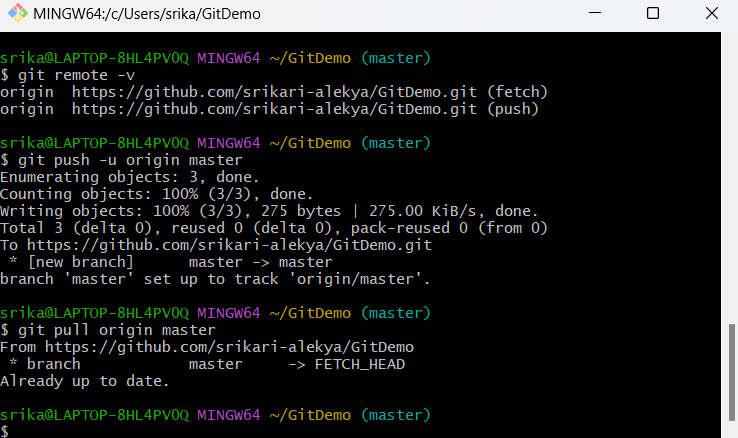 MINGW64:/c/Users/srika/GitDemo
srika@LAPTOP-8HL4PVOQ MINGW64 ~/GitDemo (master)
$ git remote -v
origin  https://github.com/srikari-alekya/GitDemo.git (fetch)
origin  https://github.com/srikari-alekya/GitDemo.git (push)
srika@LAPTOP-8HL4PVOQ MINGW64 ~/GitDemo (master)
$ git push -u origin master
Enumerating objects: 3, done.
Counting objects: 100% (3/3), done.
Writing objects: 100% (3/3), 275 bytes | 275.00 KiB/s, done.
Total 3 (delta 0), reused 0 (delta 0), pack-reused 0 (from 0)
To https://github.com/srikari-alekya/GitDemo.git
 * [new branch]      master -> master
branch 'master' set up to track 'origin/master'.
srika@LAPTOP-8HL4PVOQ MINGW64 ~/GitDemo (master)
$ git pull origin master
From https://github.com/srikari-alekya/GitDemo
 * branch            master     -> FETCH_HEAD
Already up to date.
srika@LAPTOP-8HL4PVOQ MINGW64 ~/GitDemo (master)
$